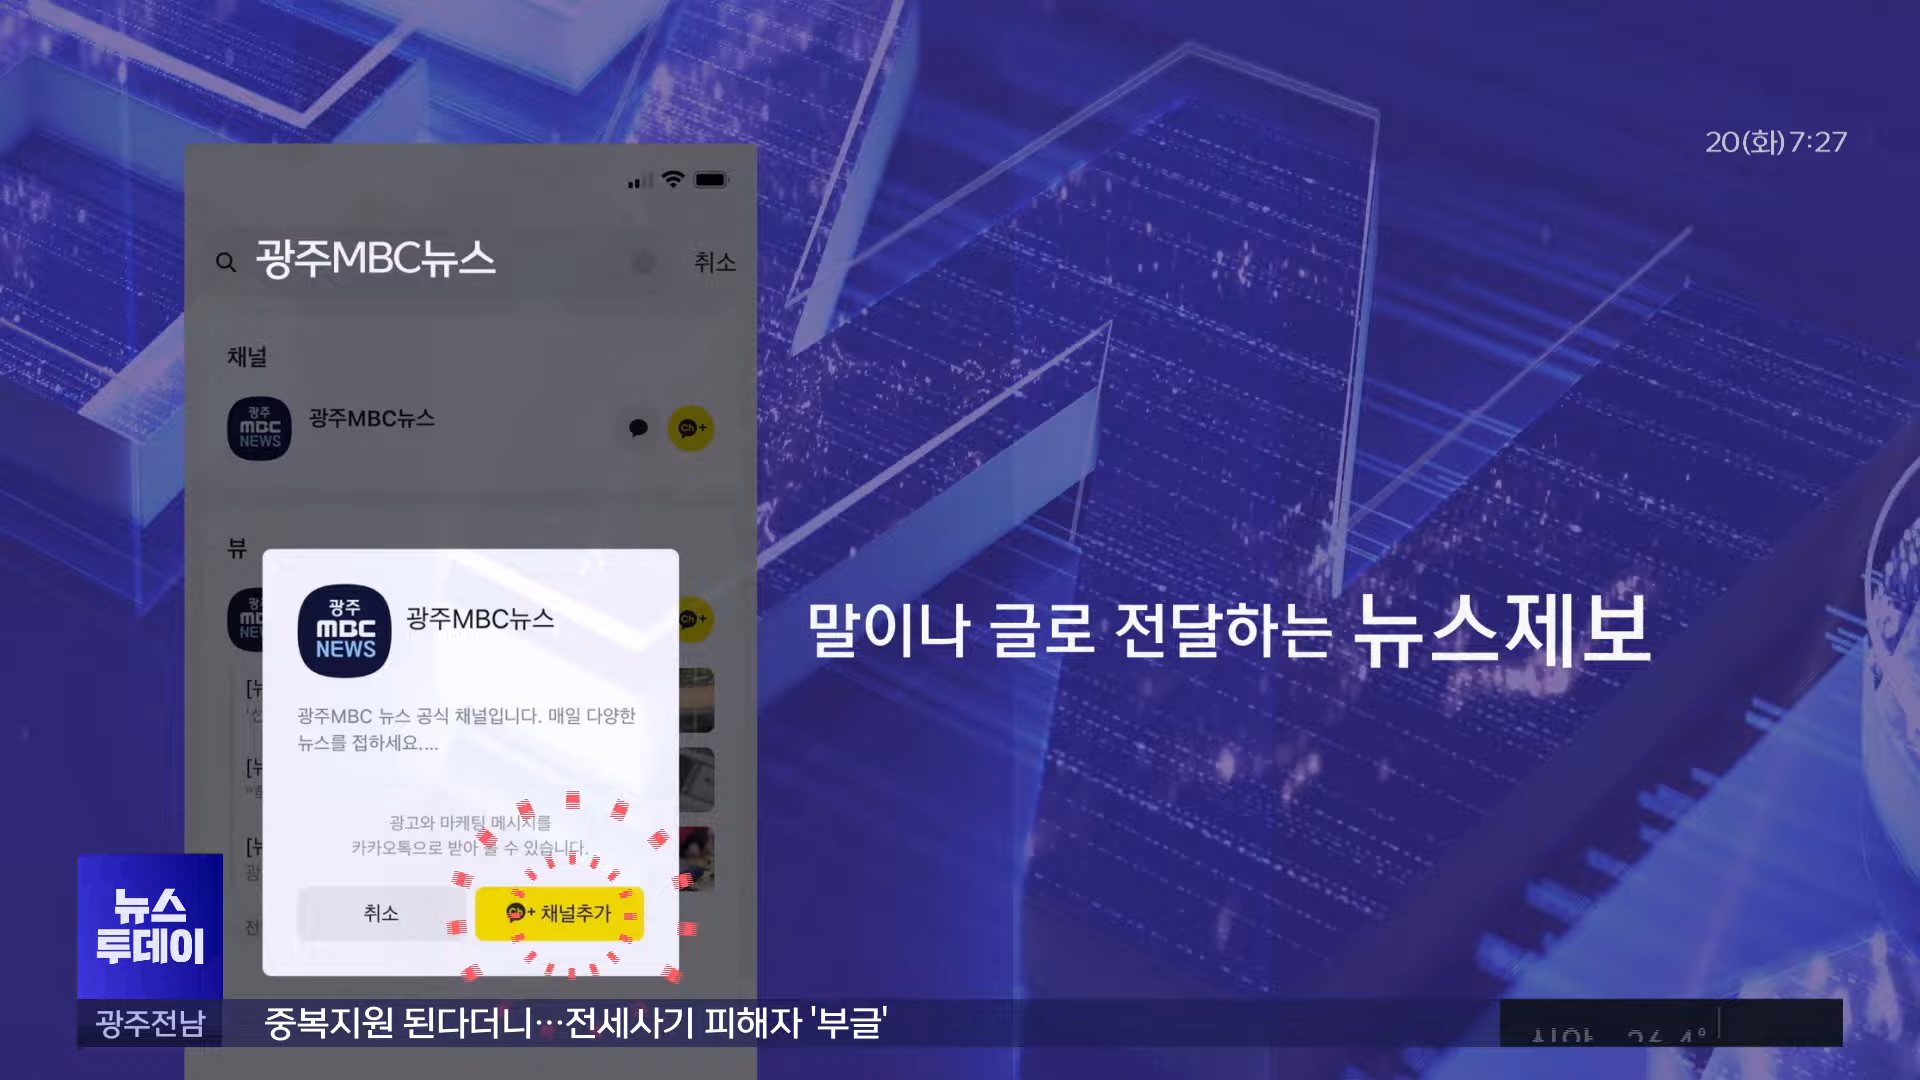 20(화)7:27
광주MBC뉴스
취소
채널
광주
MBC
NEWS
광주MBC뉴스
Ch+
뷰
Ch+
광주
MBC
NEWS
광주MBC뉴스
광주MBC 뉴스 공식 채널입니다. 매일 다양한
뉴스를 접하세요....
광고와 마케팅 메시지를
카카오톡으로 받아 볼 수 있습니다.
취소
Ch+ 채널추가
말이나 글로 전달하는 뉴스제보
뉴스
투데이
광주전남
중복지원 된다더니…전세사기 피해자 '부글'